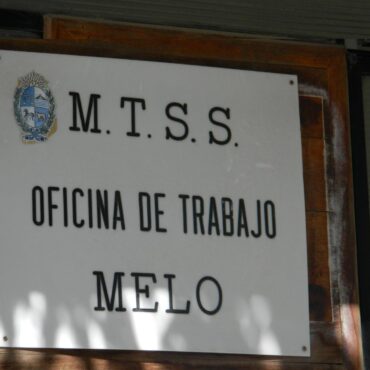 M.T.S.S.
OFICINA DE TRABAJO
MELO